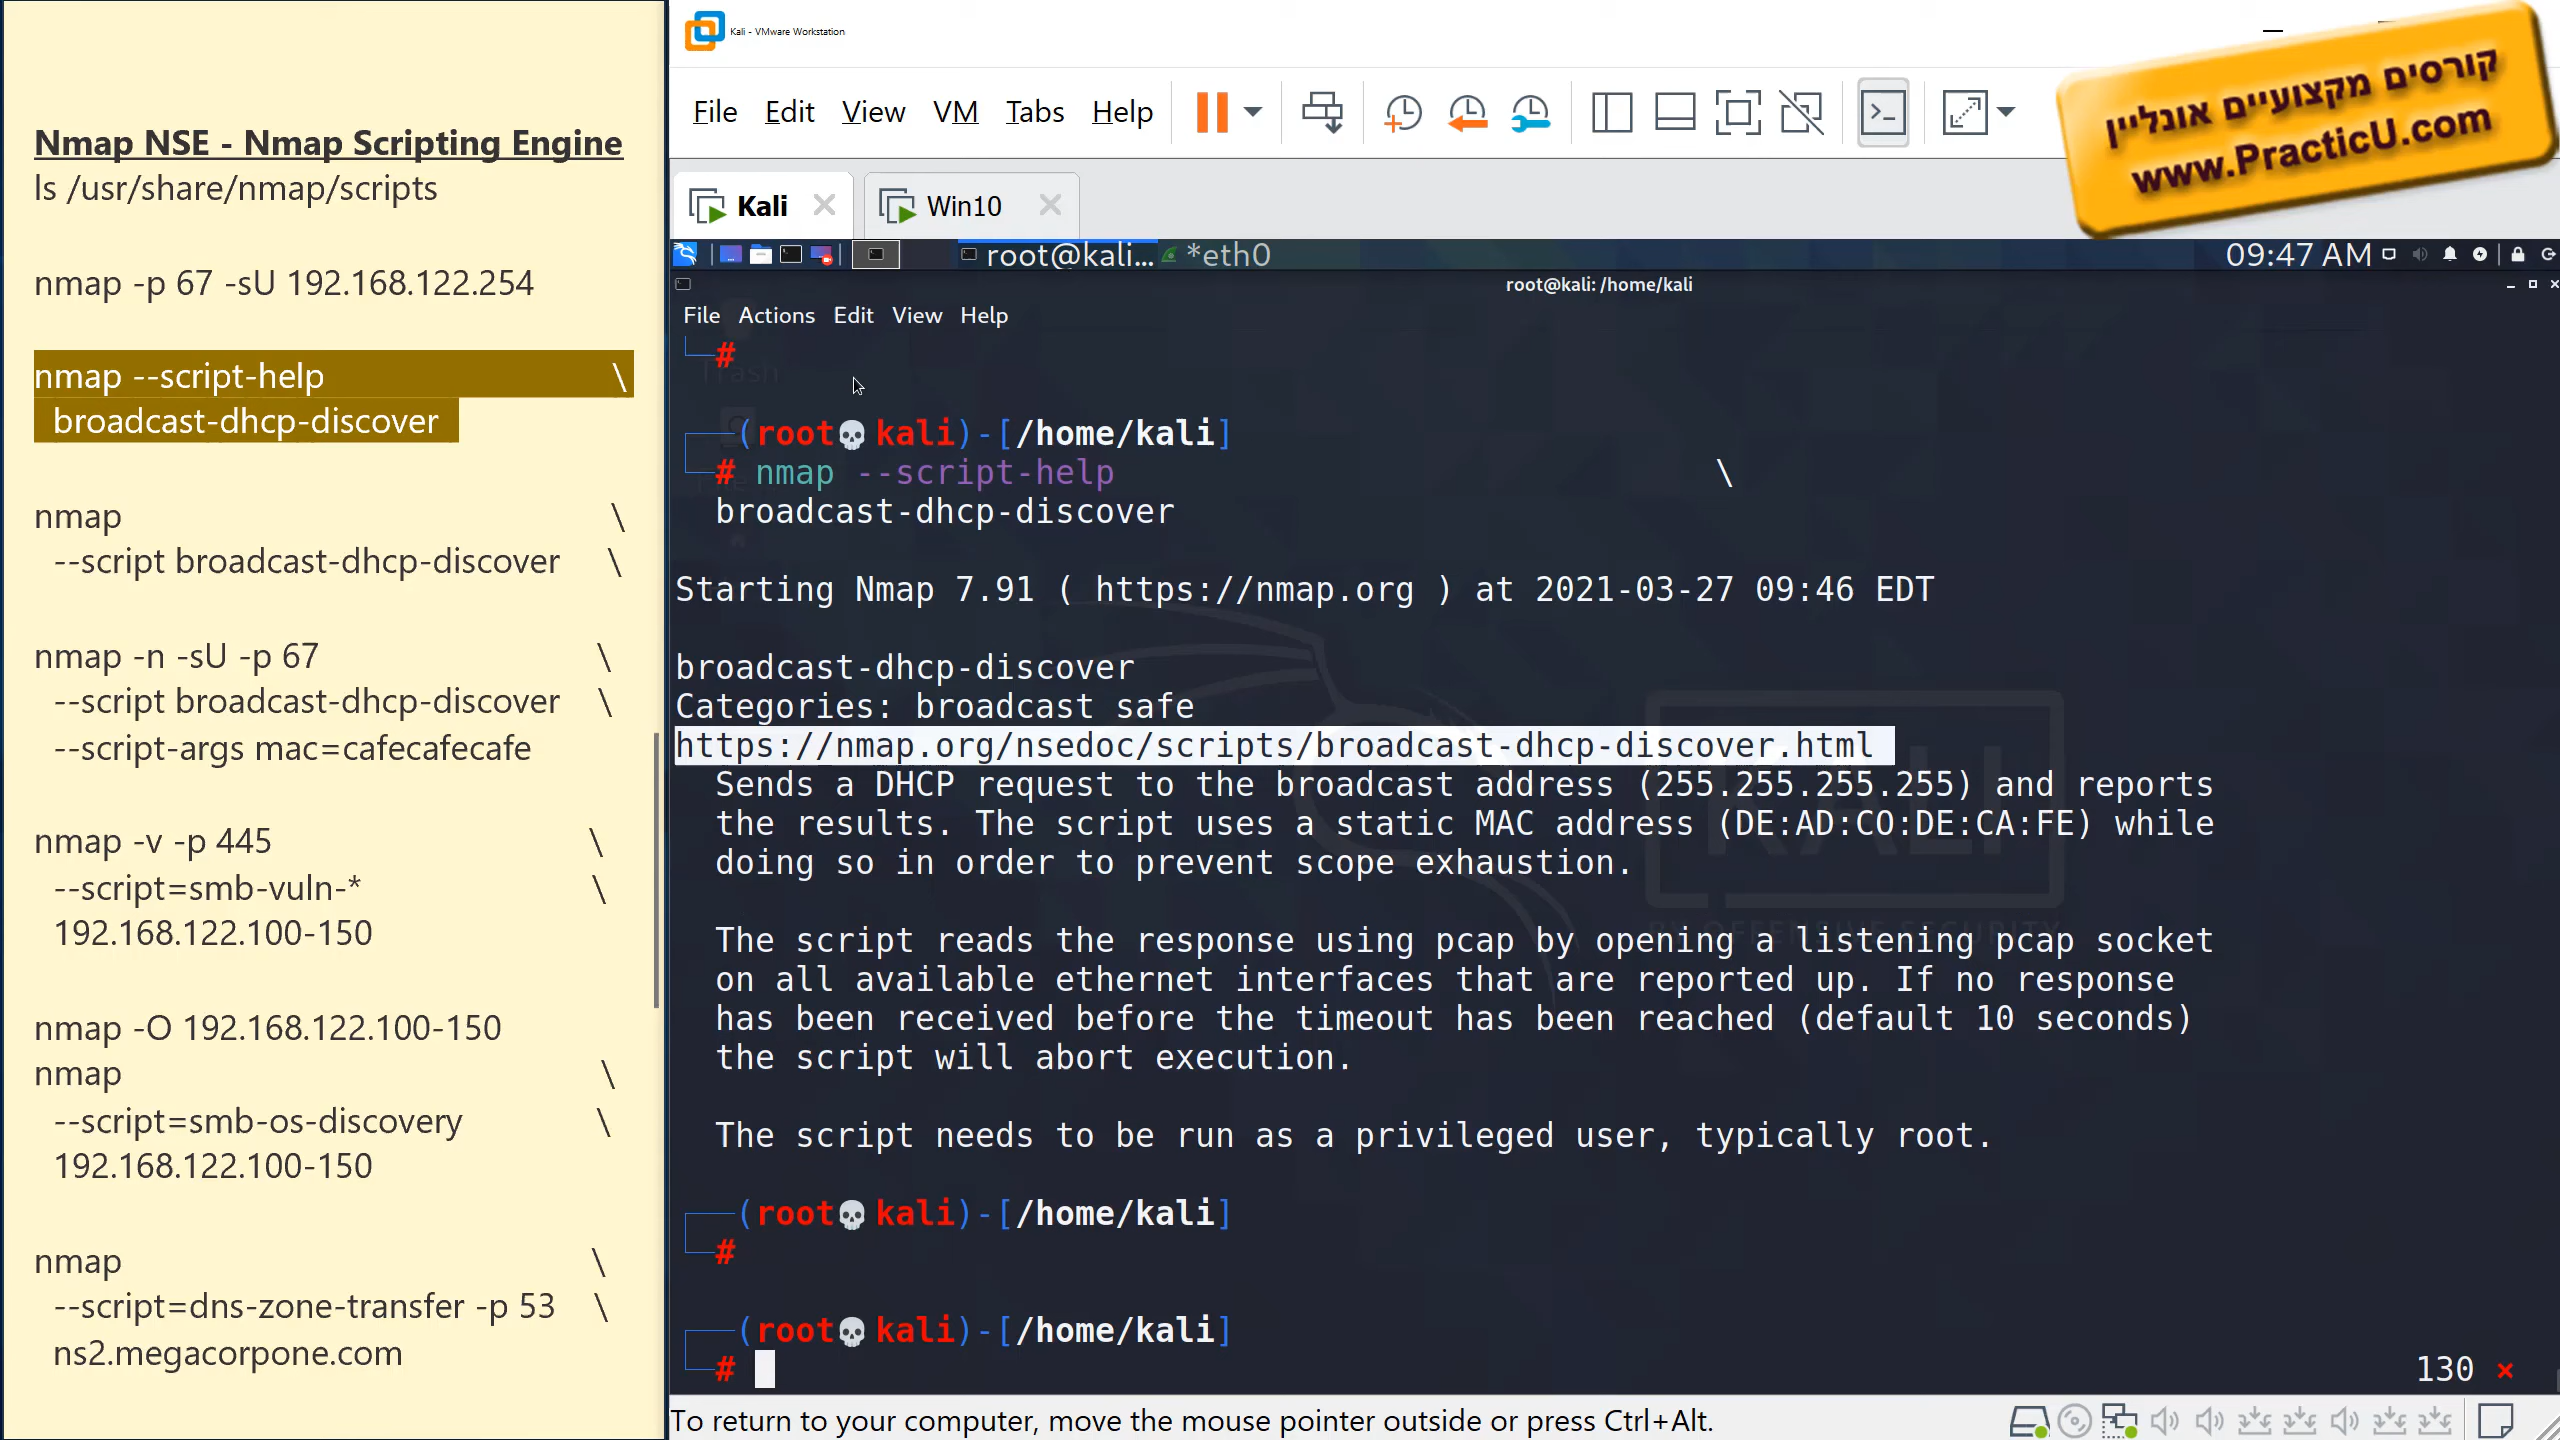 Nmap NSE - Nmap Scripting Engine
ls /usr/share/nmap/scripts
nmap -p 67 -sU 192.168.122.254
nmap --script-help \
broadcast-dhcp-discover
nmap \
--script broadcast-dhcp-discover \
nmap -n -sU -p 67 \
--script broadcast-dhcp-discover \
--script-args mac=cafecafecafe
nmap -v -p 445 \
--script=smb-vuln-* \
192.168.122.100-150
nmap -O 192.168.122.100-150
nmap \
--script=smb-os-discovery \
192.168.122.100-150
nmap \
--script=dns-zone-transfer -p 53 \
ns2.megacorpone.com
Kali - VMware Workstation
File Edit View VM Tabs Help
קורסים מקצועיים אונליין
www.PracticU.com
Kali Win10
root@kali... *eth0 09:47 AM
root@kali: /home/kali
File Actions Edit View Help
#
(root💀kali)-[/home/kali]
# nmap --script-help \
broadcast-dhcp-discover
Starting Nmap 7.91 ( https://nmap.org ) at 2021-03-27 09:46 EDT
broadcast-dhcp-discover
Categories: broadcast safe
https://nmap.org/nsedoc/scripts/broadcast-dhcp-discover.html
Sends a DHCP request to the broadcast address (255.255.255.255) and reports
the results. The script uses a static MAC address (DE:AD:CO:DE:CA:FE) while
doing so in order to prevent scope exhaustion.
The script reads the response using pcap by opening a listening pcap socket
on all available ethernet interfaces that are reported up. If no response
has been received before the timeout has been reached (default 10 seconds)
the script will abort execution.
The script needs to be run as a privileged user, typically root.
(root💀kali)-[/home/kali]
#
(root💀kali)-[/home/kali]
# 130 ×
To return to your computer, move the mouse pointer outside or press Ctrl+Alt.